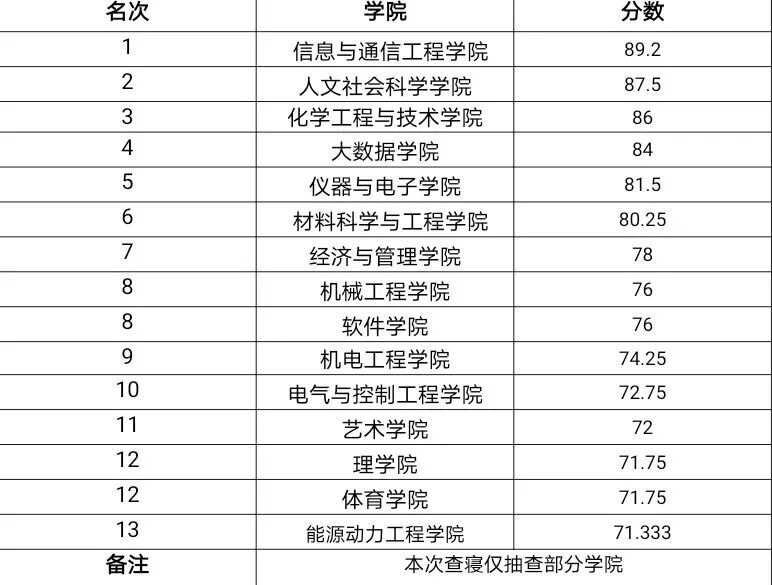 名次 学院 分数
1 信息与通信工程学院 89.2
2 人文社会科学学院 87.5
3 化学工程与技术学院 86
4 大数据学院 84
5 仪器与电子学院 81.5
6 材料科学与工程学院 80.25
7 经济与管理学院 78
8 机械工程学院 76
8 软件学院 76
9 机电工程学院 74.25
10 电气与控制工程学院 72.75
11 艺术学院 72
12 理学院 71.75
12 体育学院 71.75
13 能源动力工程学院 71.333
备注 本次查寝仅抽查部分学院